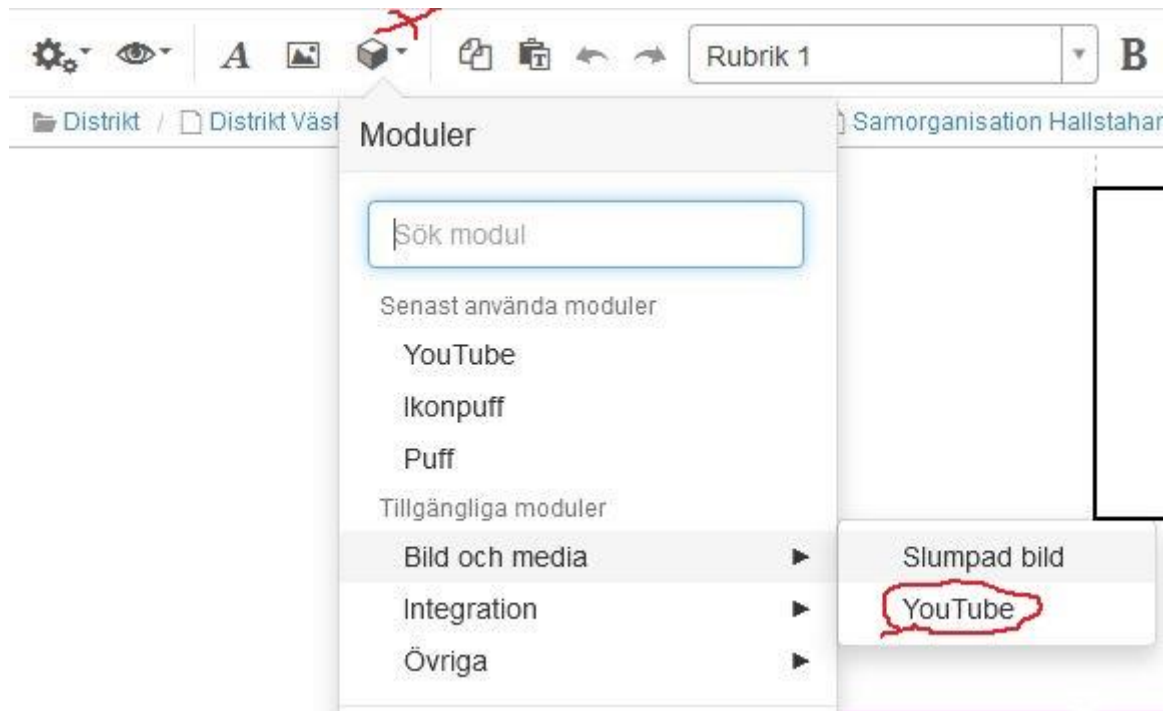 A Rubrik 1 B
Distrikt / Distrikt Väst Samorganisation Hallstahar
Moduler
Sök modul
Senast använda moduler
YouTube
Ikonpuff
Puff
Tillgängliga moduler
Bild och media Slumpad bild
Integration YouTube
Övriga